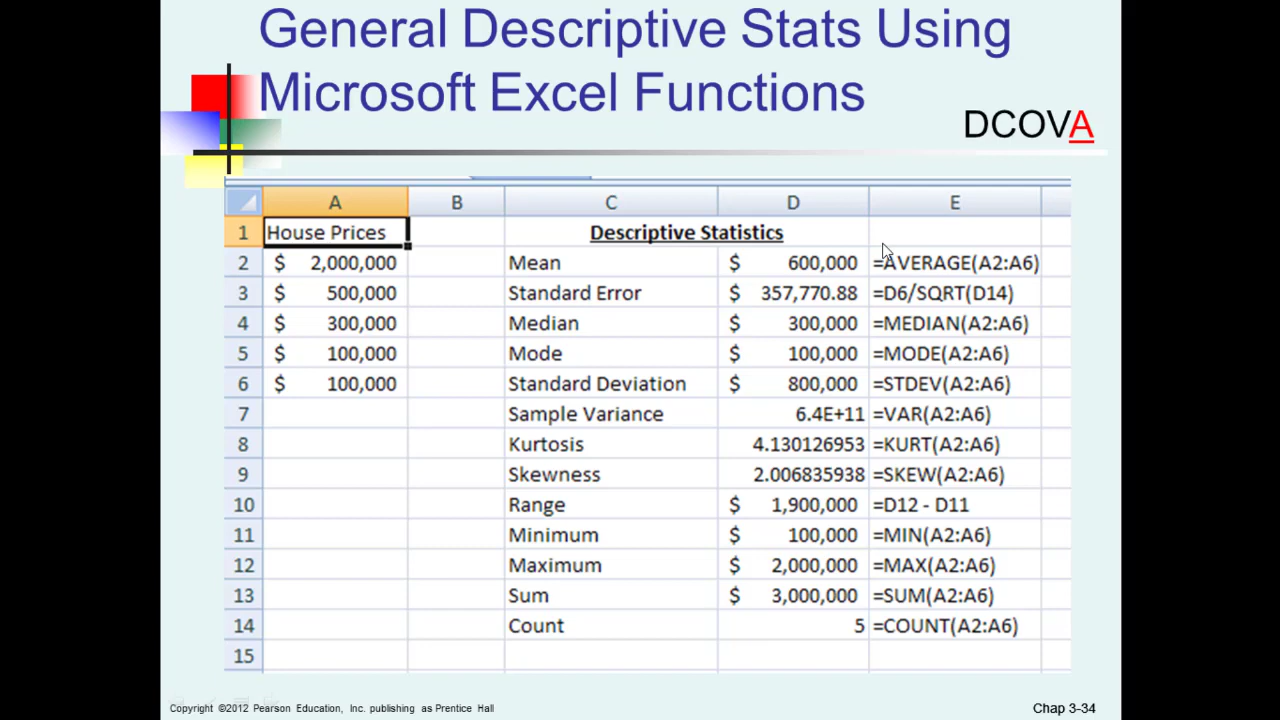 General Descriptive Stats Using
Microsoft Excel Functions
DCOVA
A B C D E
1 House Prices Descriptive Statistics
2 $ 2,000,000 Mean $ 600,000 =AVERAGE(A2:A6)
3 $ 500,000 Standard Error $ 357,770.88 =D6/SQRT(D14)
4 $ 300,000 Median $ 300,000 =MEDIAN(A2:A6)
5 $ 100,000 Mode $ 100,000 =MODE(A2:A6)
6 $ 100,000 Standard Deviation $ 800,000 =STDEV(A2:A6)
7 Sample Variance 6.4E+11 =VAR(A2:A6)
8 Kurtosis 4.130126953 =KURT(A2:A6)
9 Skewness 2.006835938 =SKEW(A2:A6)
10 Range $ 1,900,000 =D12 - D11
11 Minimum $ 100,000 =MIN(A2:A6)
12 Maximum $ 2,000,000 =MAX(A2:A6)
13 Sum $ 3,000,000 =SUM(A2:A6)
14 Count 5 =COUNT(A2:A6)
15
Copyright ©2012 Pearson Education, Inc. publishing as Prentice Hall Chap 3-34